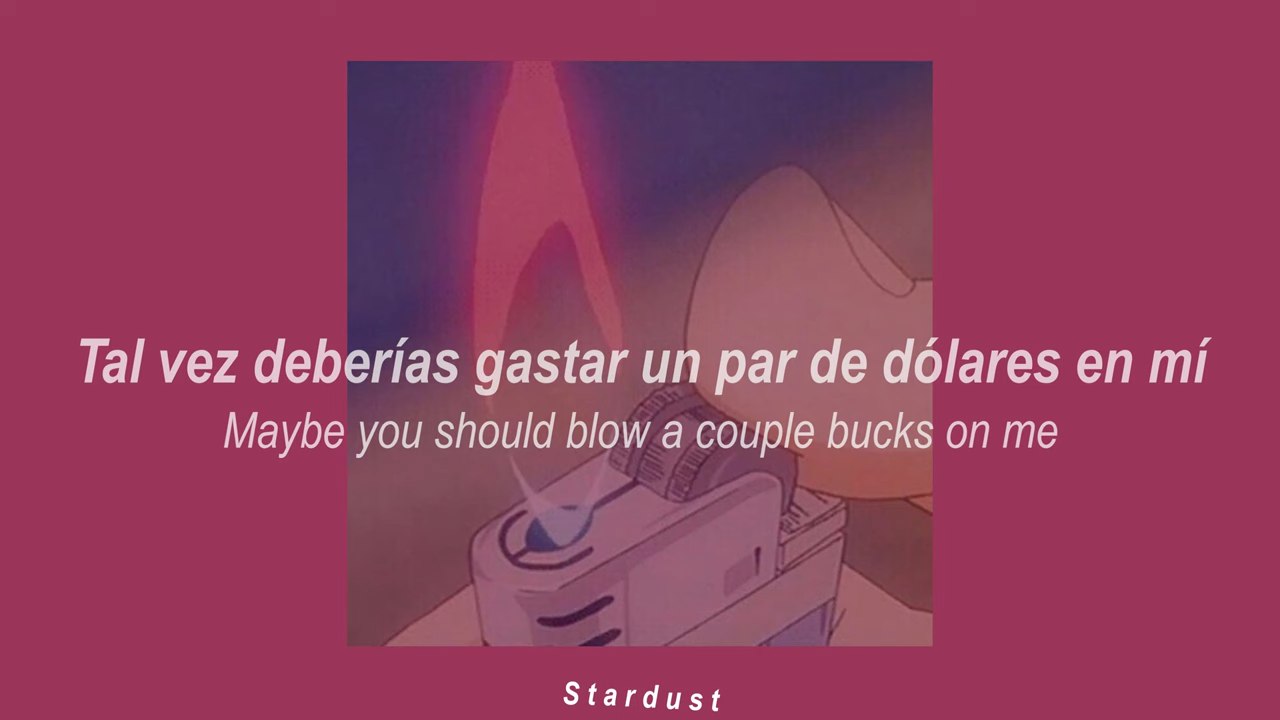 Tal vez deberías gastar un par de dólares en mí
Maybe you should blow a couple bucks on me
Stardust